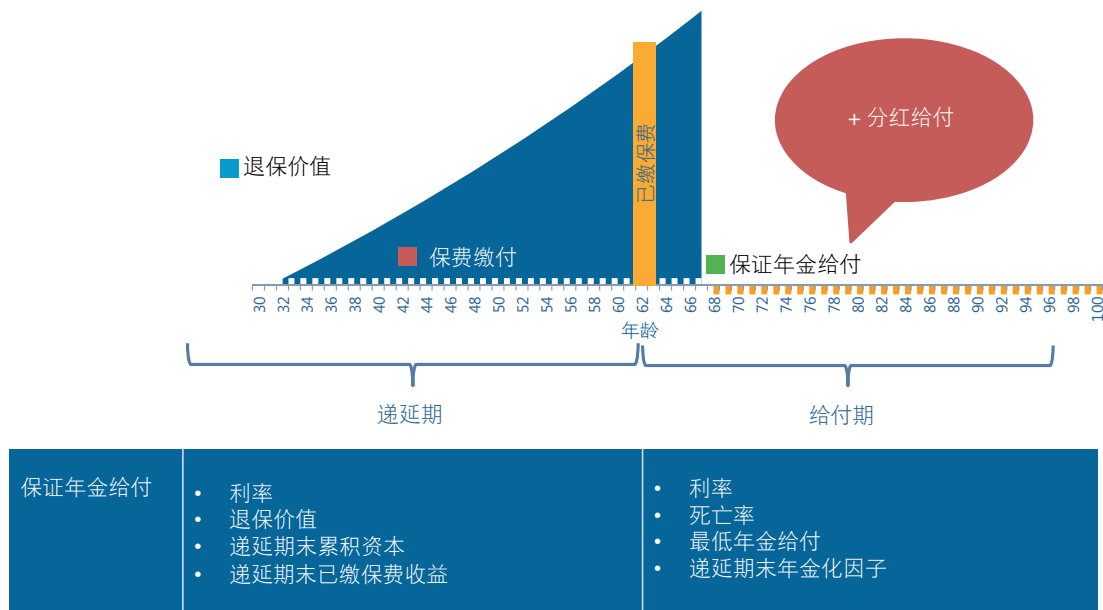 + 分红给付
已缴保费
退保价值
保费缴付
保证年金给付
30 32 34 36 38 40 42 44 46 48 50 52 54 56 58 60 62 64 66 68 70 72 74 76 78 80 82 84 86 88 90 92 94 96 98 100
年龄
递延期
给付期
保证年金给付
• 利率
• 退保价值
• 递延期末累积资本
• 递延期末已缴保费收益
• 利率
• 死亡率
• 最低年金给付
• 递延期末年金化因子